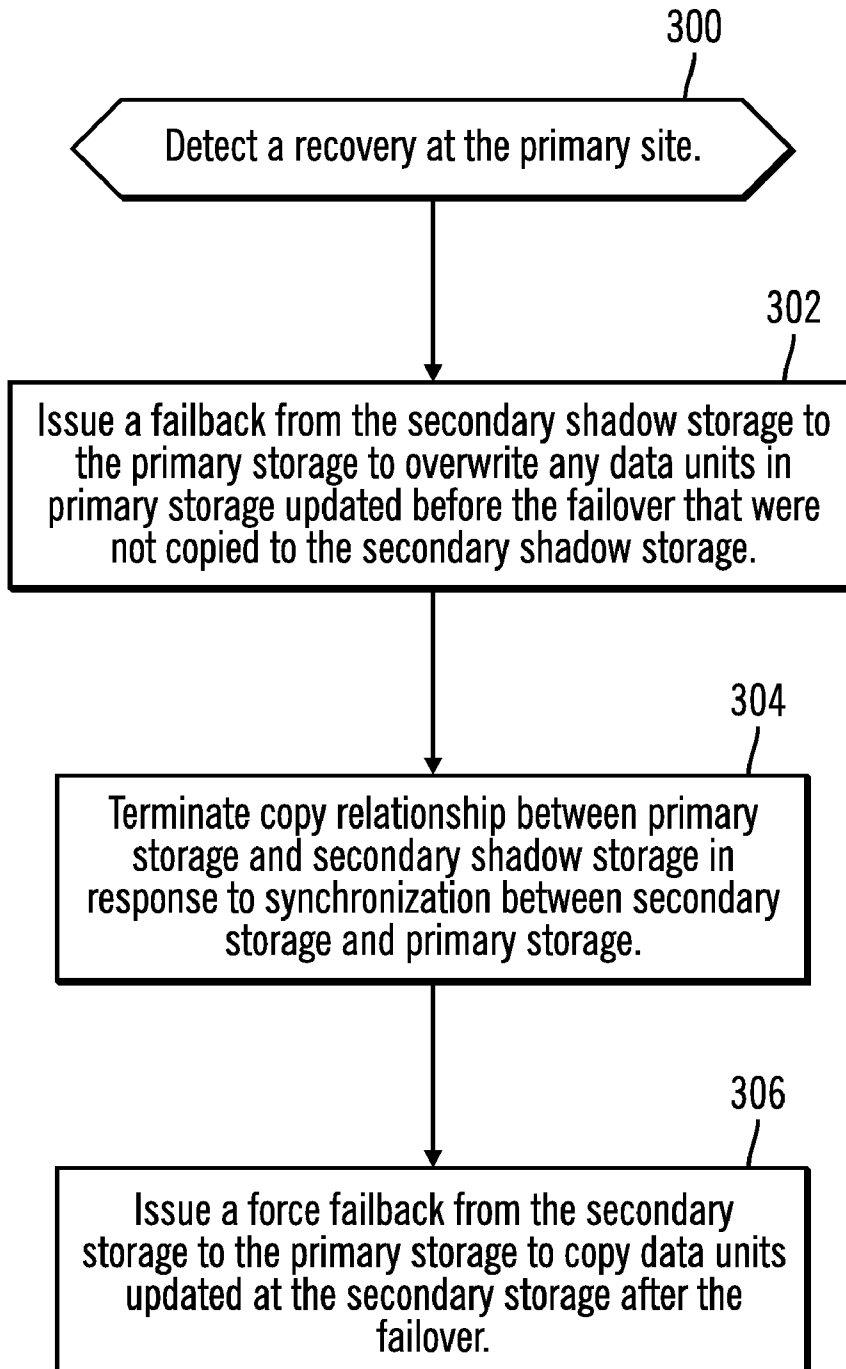 300
Detect a recovery at the primary site.
302
Issue a failback from the secondary shadow storage to
the primary storage to overwrite any data units in
primary storage updated before the failover that were
not copied to the secondary shadow storage.
304
Terminate copy relationship between primary
storage and secondary shadow storage in
response to synchronization between secondary
storage and primary storage.
306
Issue a force failback from the secondary
storage to the primary storage to copy data units
updated at the secondary storage after the
failover.